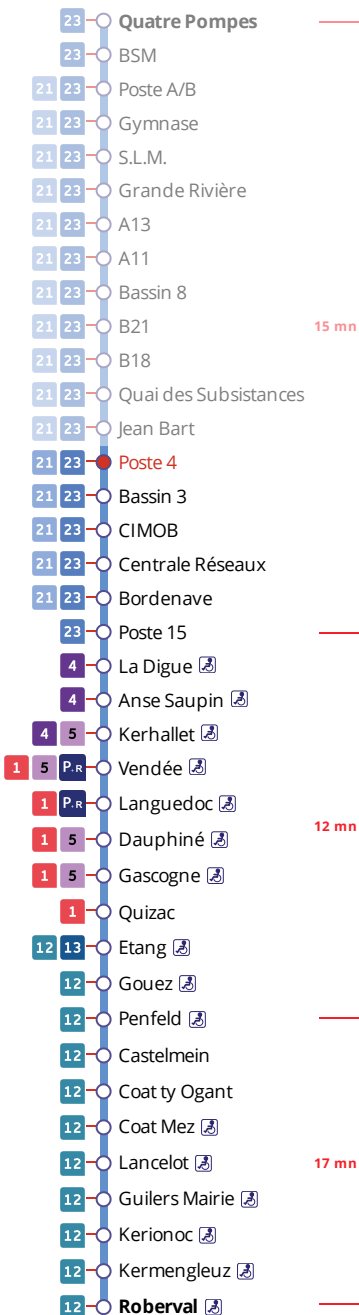 23 Quatre Pompes
23 BSM
21 23 Poste A/B
21 23 Gymnase
21 23 S.L.M.
21 23 Grande Rivière
21 23 A13
21 23 A11
21 23 Bassin 8
21 23 B21 15 mn
21 23 B18
21 23 Quai des Subsistances
21 23 Jean Bart
21 23 Poste 4
21 23 Bassin 3
21 23 CIMOB
21 23 Centrale Réseaux
21 23 Bordenave
23 Poste 15
4 La Digue
4 Anse Saupin
4 5 Kerhallet
1 5 P+R Vendée
1 P+R Languedoc
12 mn
1 5 Dauphiné
1 5 Gascogne
1 Quizac
12 13 Etang
12 Gouez
12 Penfeld
12 Castelmein
12 Coat ty Ogant
12 Coat Mez
12 Lancelot 17 mn
12 Guilers Mairie
12 Kerionoc
12 Kermengleuz
12 Roberval